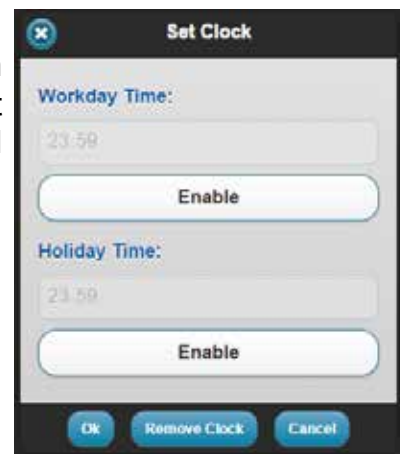 Set Clock
Workday Time:
23:59
Enable
Holiday Time:
23:59
Enable
Ok Remove Clock Cancel